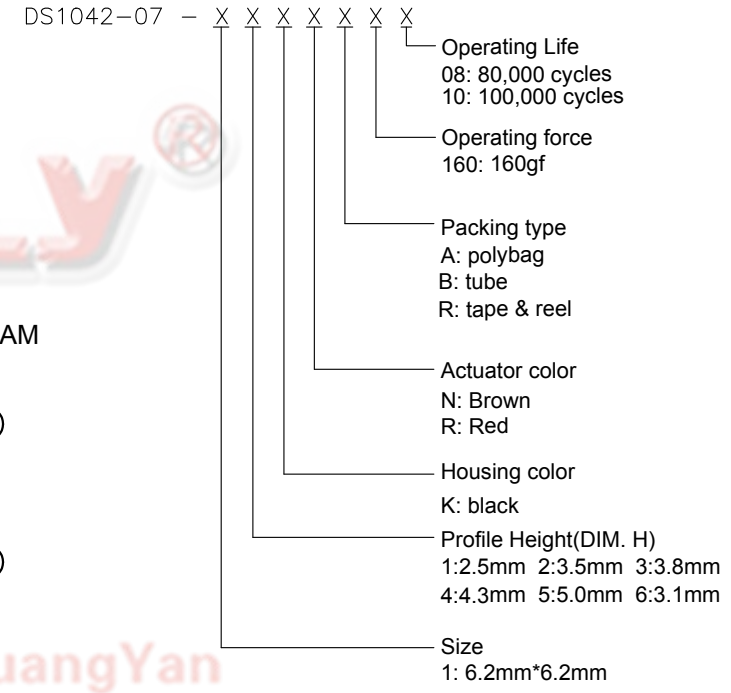 DS1042-07 - X X X X X X X
Operating Life
08: 80,000 cycles
10: 100,000 cycles
Operating force
160: 160gf
Packing type
A: polybag
B: tube
R: tape & reel
AM
Actuator color
N: Brown
R: Red
)
Housing color
K: black
Profile Height(DIM. H)
1:2.5mm 2:3.5mm 3:3.8mm
)
4:4.3mm 5:5.0mm 6:3.1mm
Size
1: 6.2mm*6.2mm
uangYan
LY®